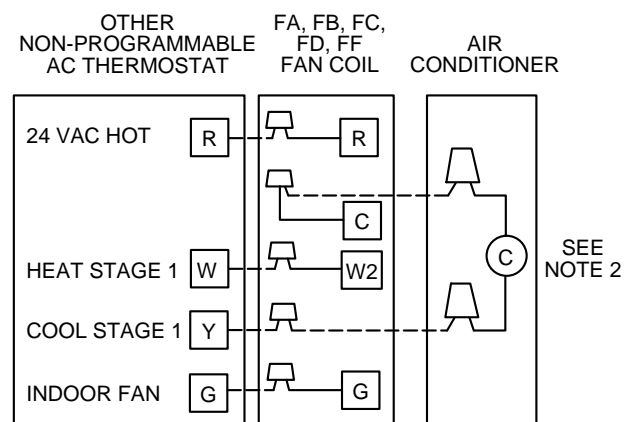 OTHER
NON-PROGRAMMABLE
AC THERMOSTAT
FA, FB, FC,
FD, FF
FAN COIL
AIR
CONDITIONER
24 VAC HOT R R
C
HEAT STAGE 1 W W2
C
SEE
NOTE 2
COOL STAGE 1 Y
INDOOR FAN G G